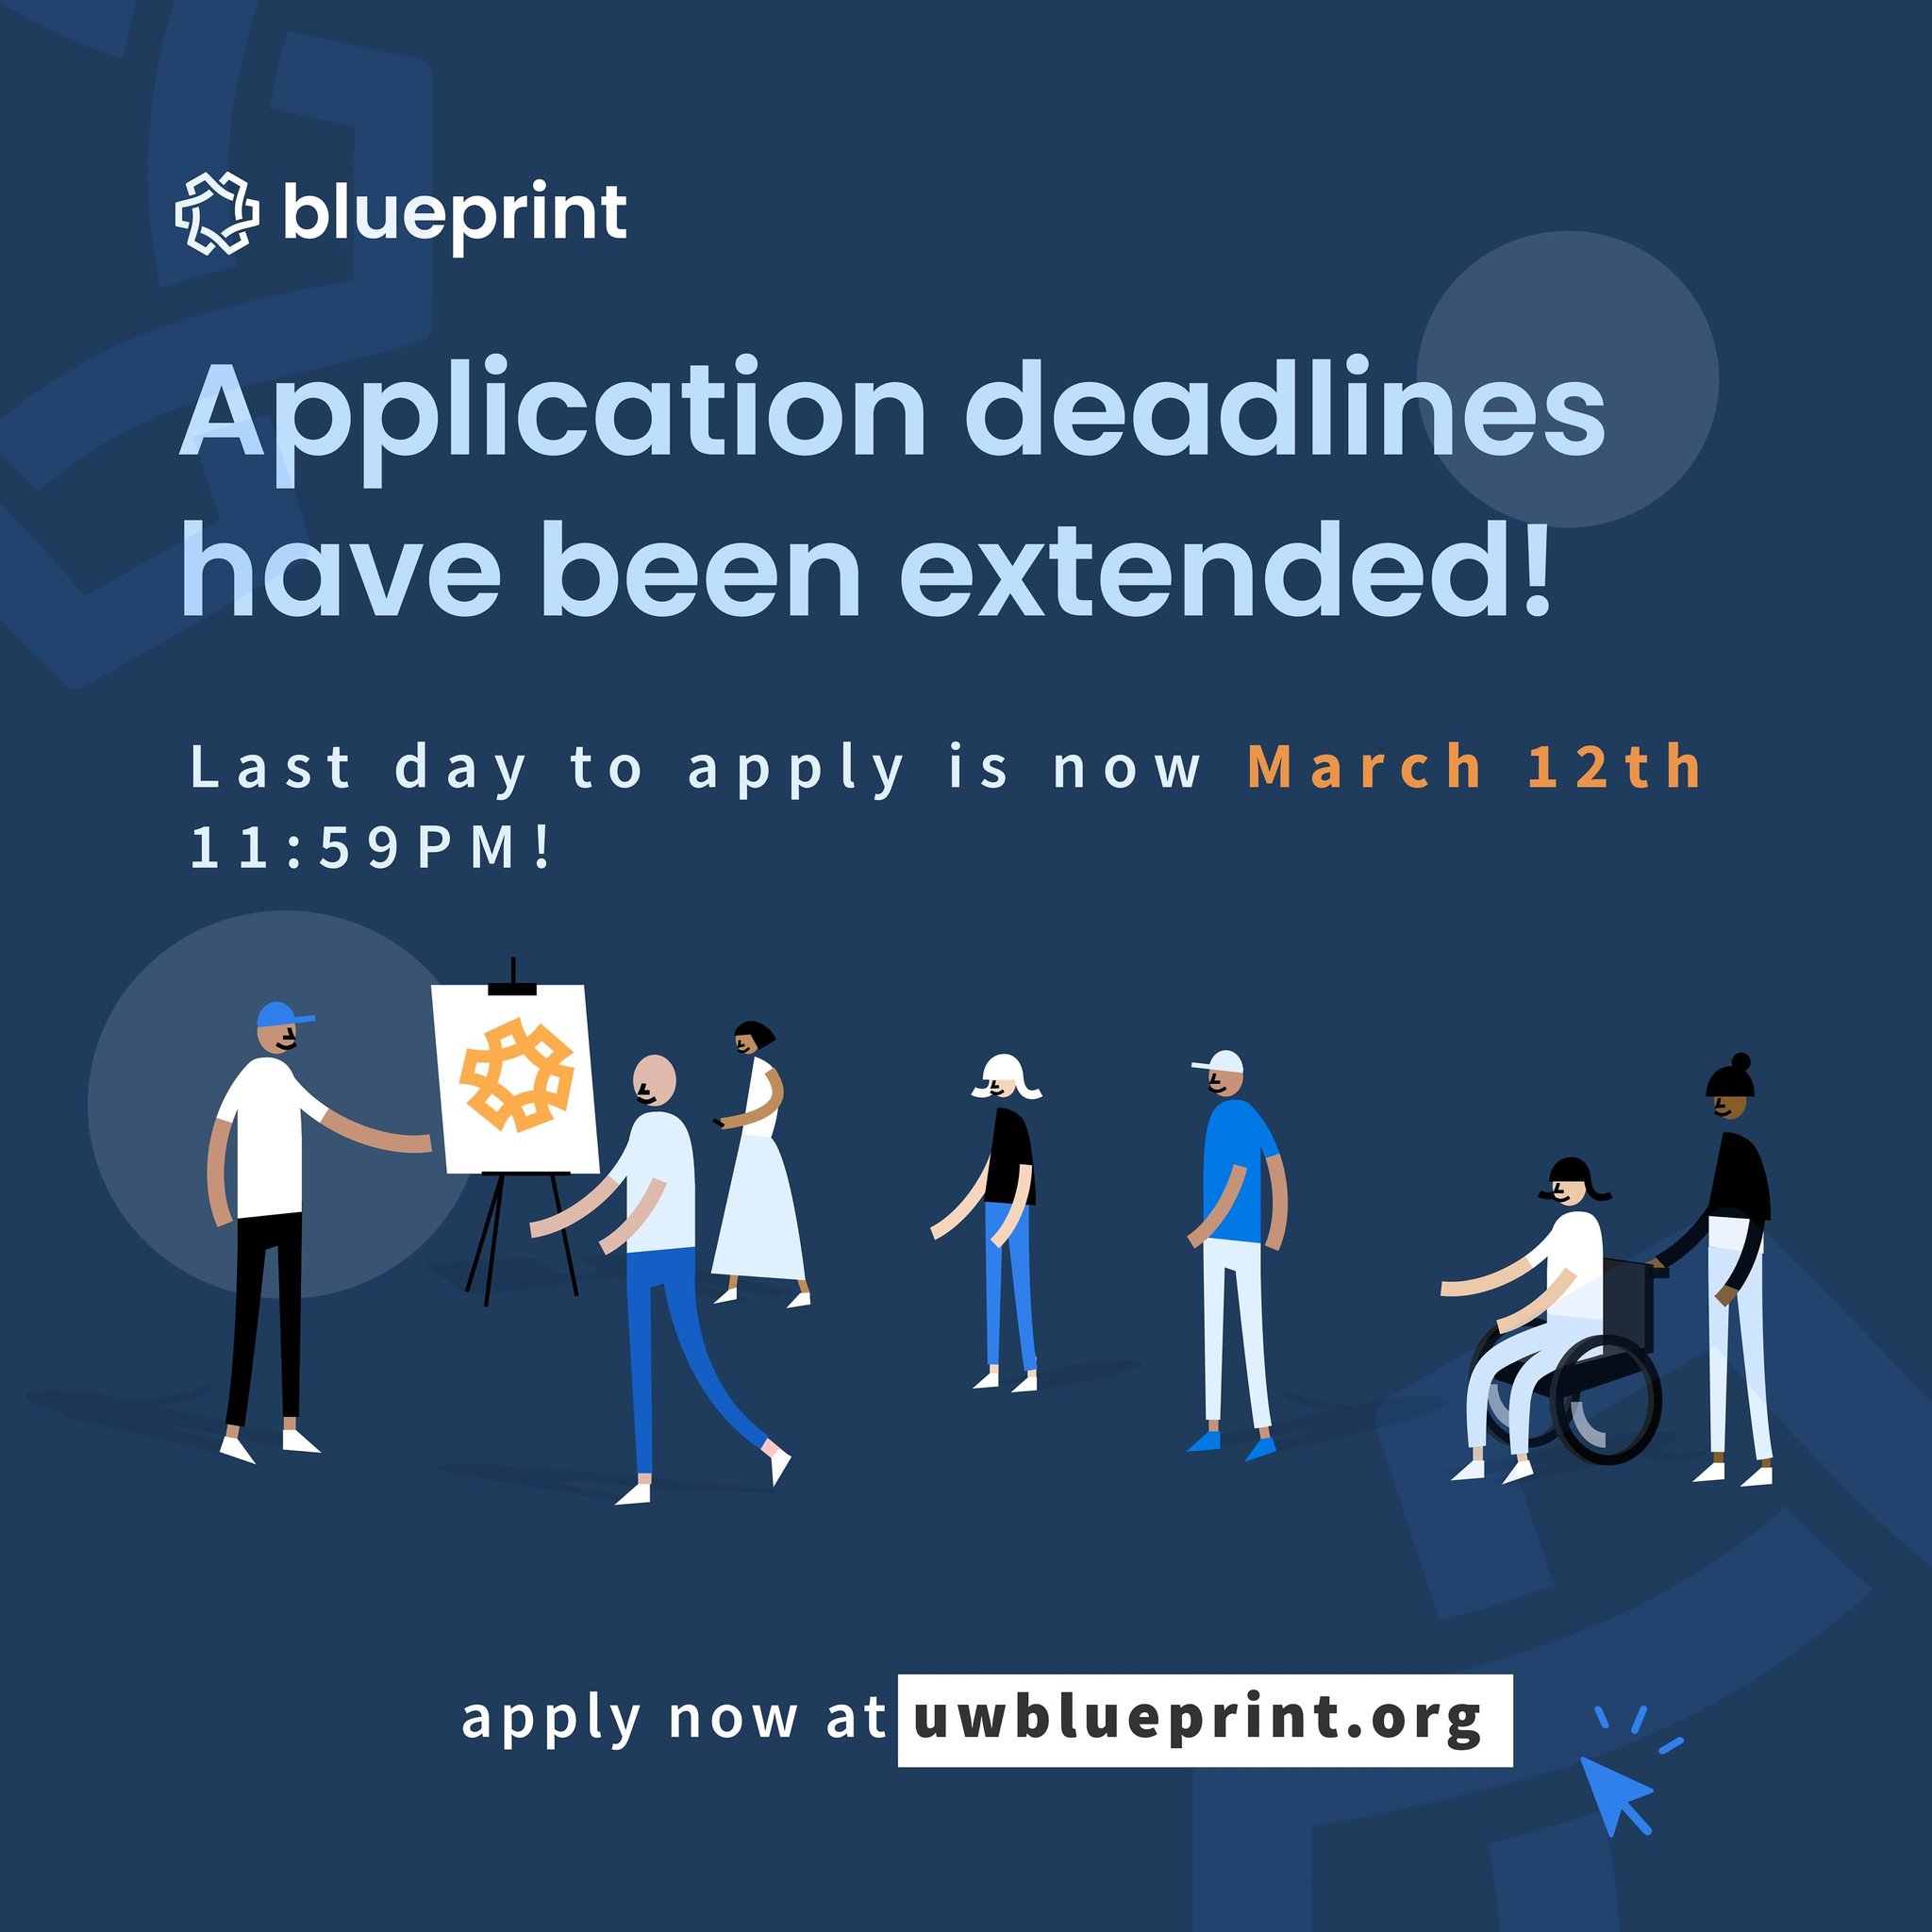 blueprint
Application deadlines
have been extended!
Last day to apply is now March 12th
11:59PM!
apply now at uwblueprint.org